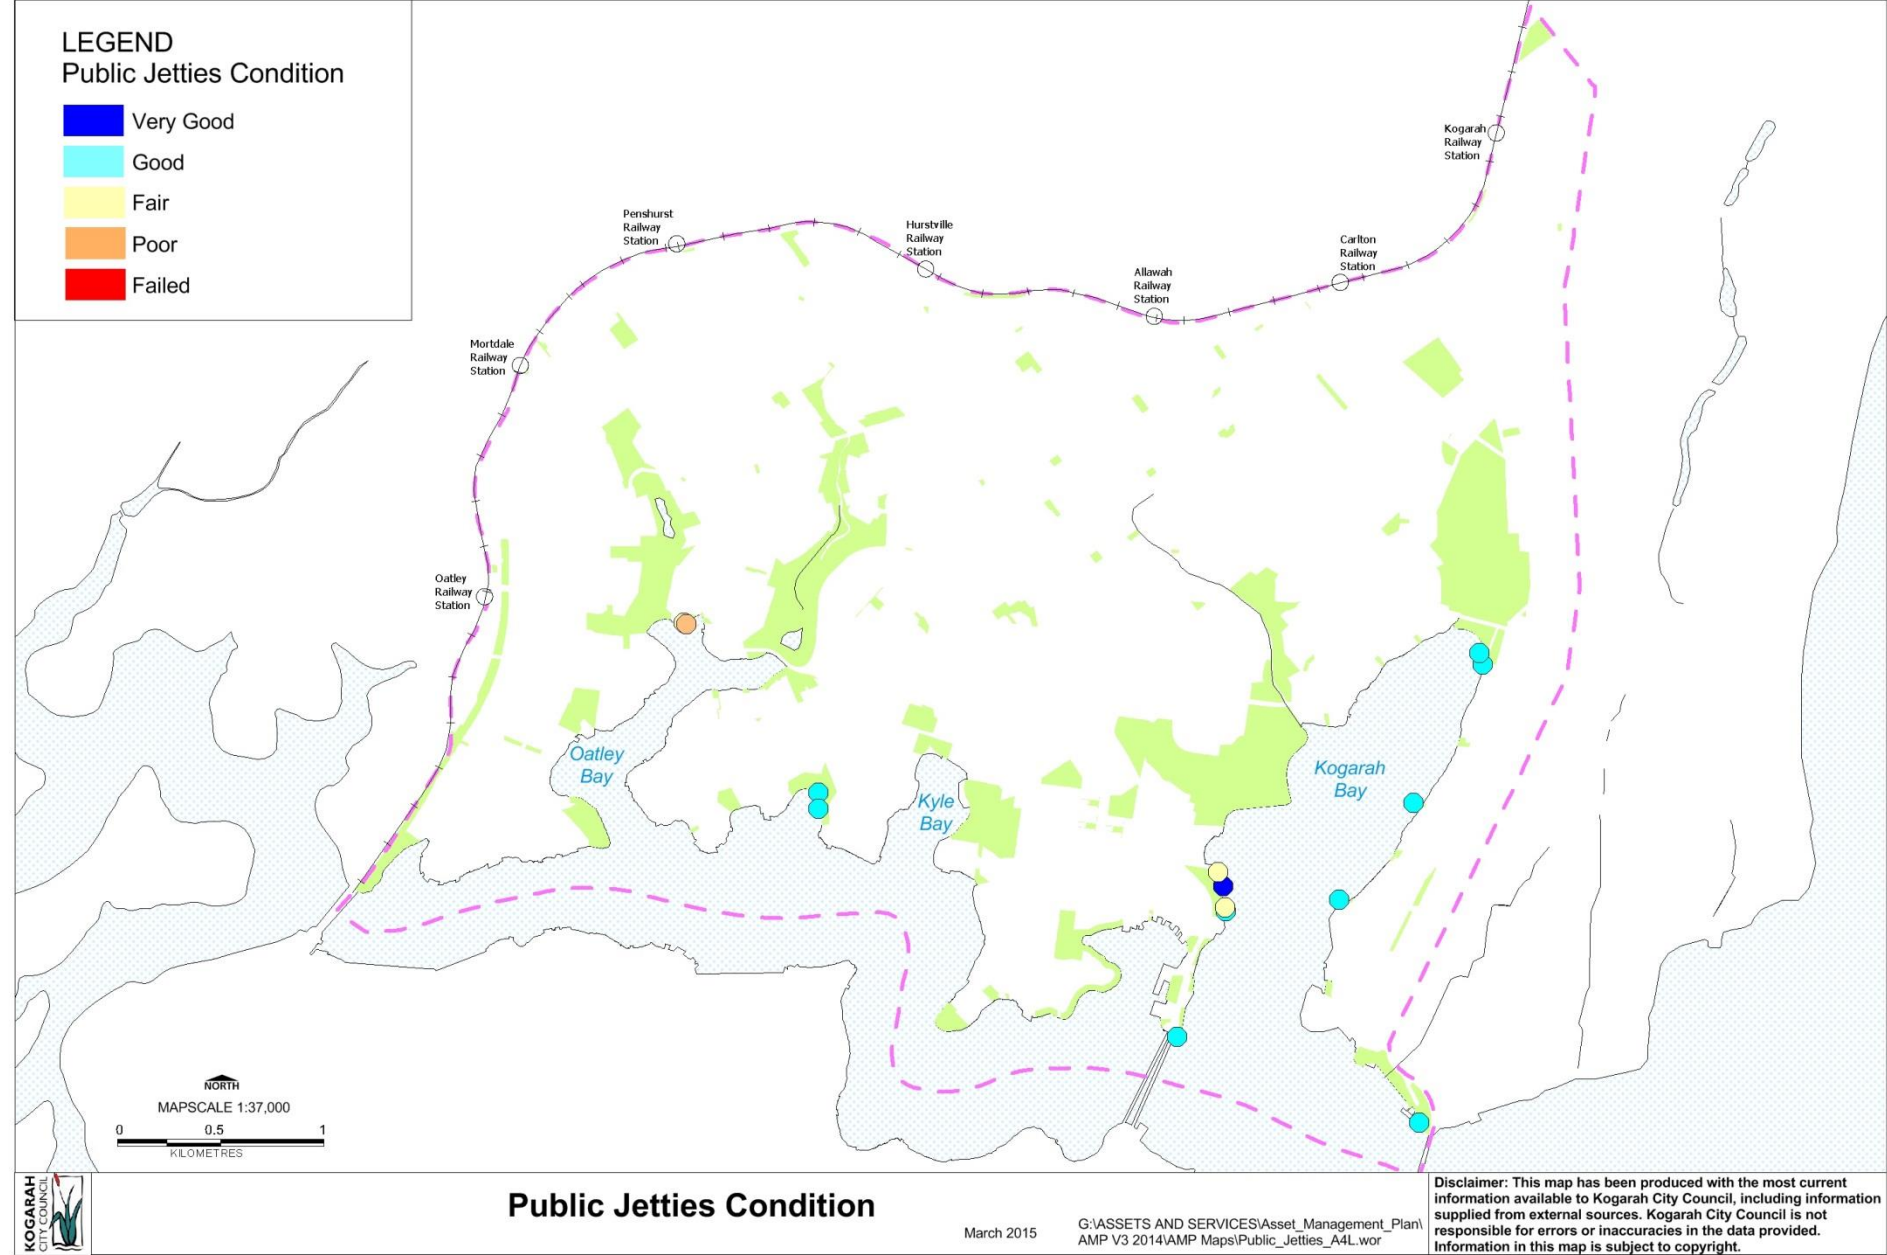 LEGEND
Public Jetties Condition
Very Good
Good
Fair
Poor
Failed
Kogarah
Railway
Station
Penshurst
Railway
Station
Hurstville
Railway
Station
Carlton
Railway
Station
Allawah
Railway
Station
Mortdale
Railway
Station
Oatley
Railway
Station
Oatley
Bay
Kyle
Bay
Kogarah
Bay
NORTH
MAPSCALE 1:37,000
0 0.5 1
KILOMETRES
KOGARAH
CITY COUNCIL
Public Jetties Condition
March 2015
G:\ASSETS AND SERVICES\Asset_Management_Plan\
AMP V3 2014\AMP Maps\Public_Jetties_A4L.wor
Disclaimer: This map has been produced with the most current
information available to Kogarah City Council, including information
supplied from external sources. Kogarah City Council is not
responsible for errors or inaccuracies in the data provided.
Information in this map is subject to copyright.